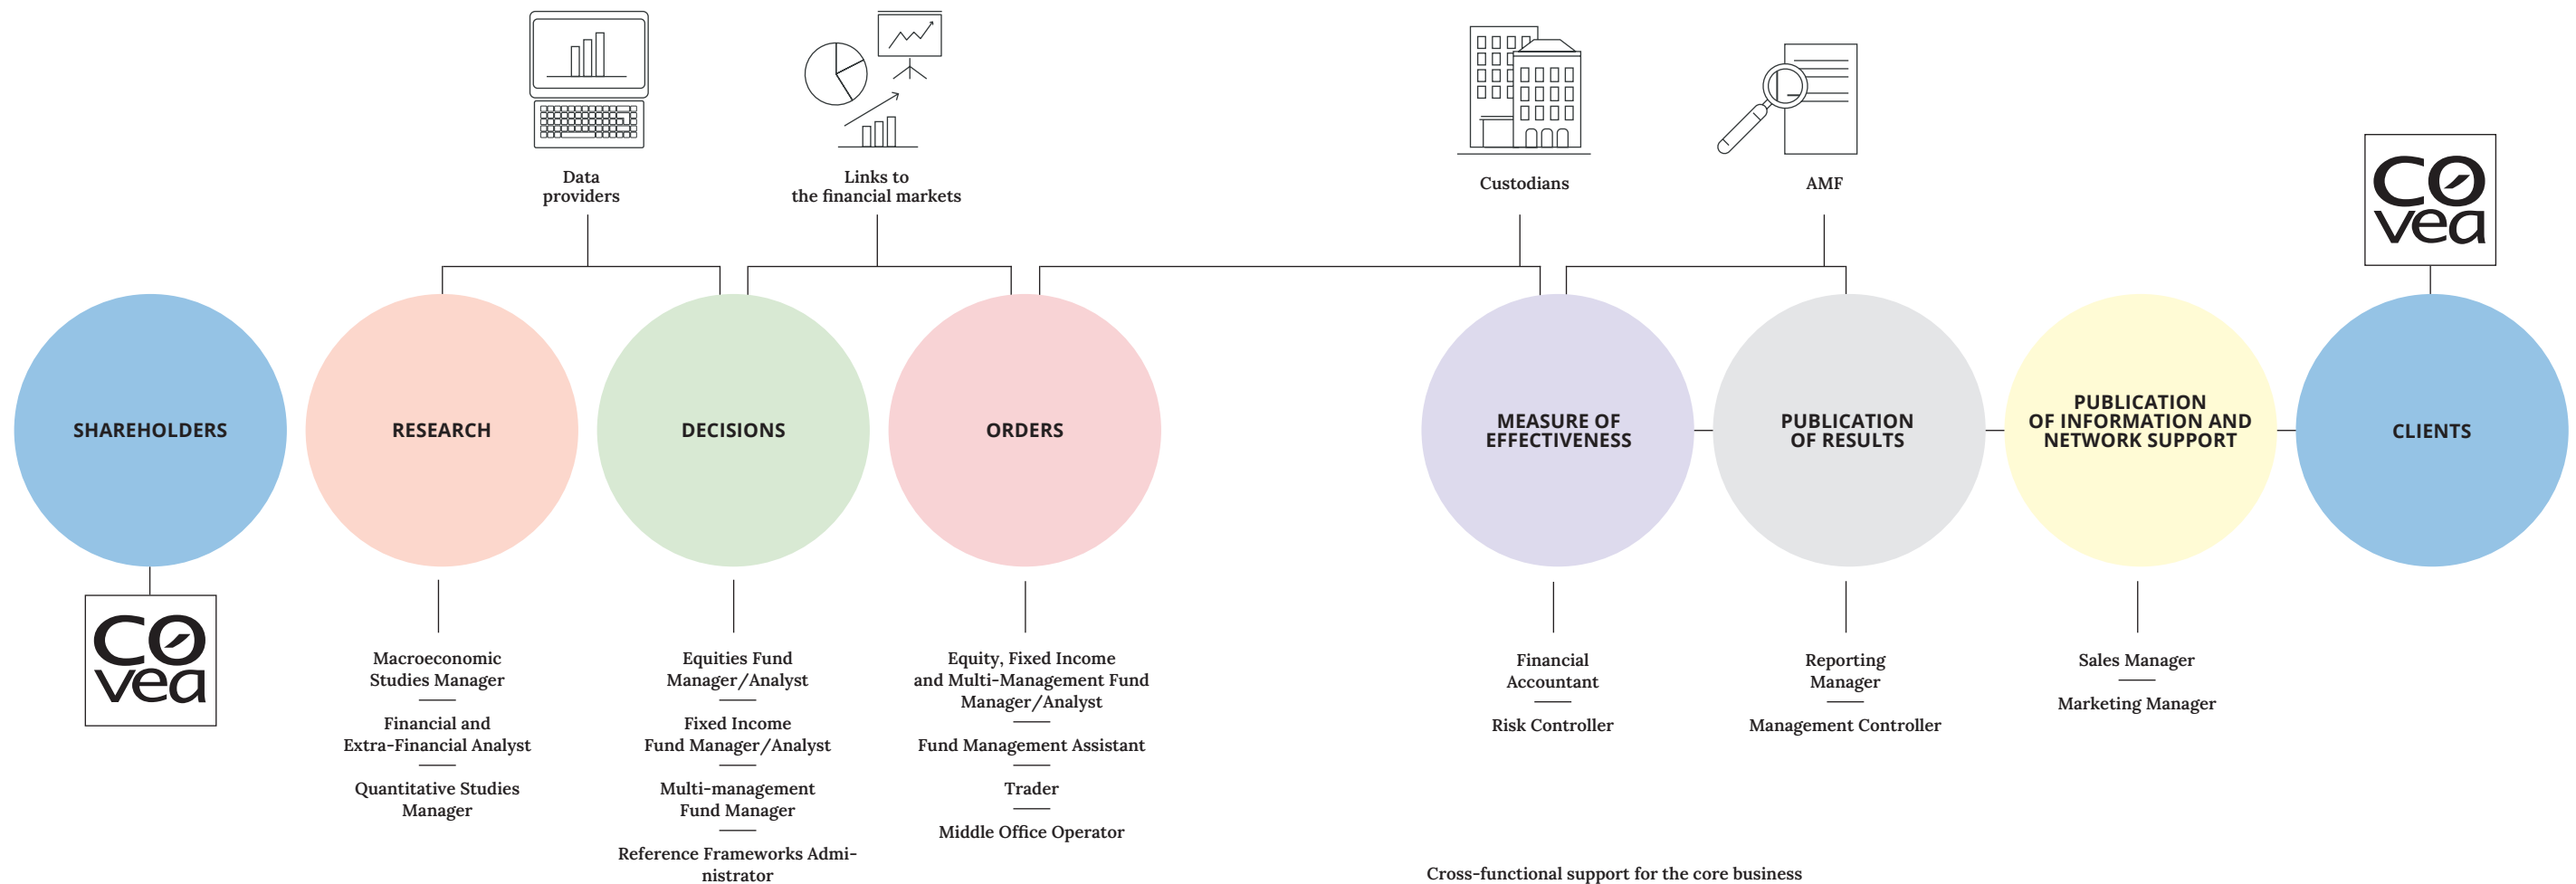 Data
providers
Links to
the financial markets
Custodians
AMF
covea
SHAREHOLDERS
RESEARCH
DECISIONS
ORDERS
MEASURE OF
EFFECTIVENESS
PUBLICATION
OF RESULTS
PUBLICATION
OF INFORMATION AND
NETWORK SUPPORT
CLIENTS
covea
Macroeconomic
Studies Manager
Financial and
Extra-Financial Analyst
Quantitative Studies
Manager
Equities Fund
Manager/Analyst
Fixed Income
Fund Manager/Analyst
Multi-management
Fund Manager
Reference Frameworks Admi-
nistrator
Equity, Fixed Income
and Multi-Management Fund
Manager/Analyst
Fund Management Assistant
Trader
Middle Office Operator
Financial
Accountant
Risk Controller
Reporting
Manager
Management Controller
Sales Manager
Marketing Manager
Cross-functional support for the core business